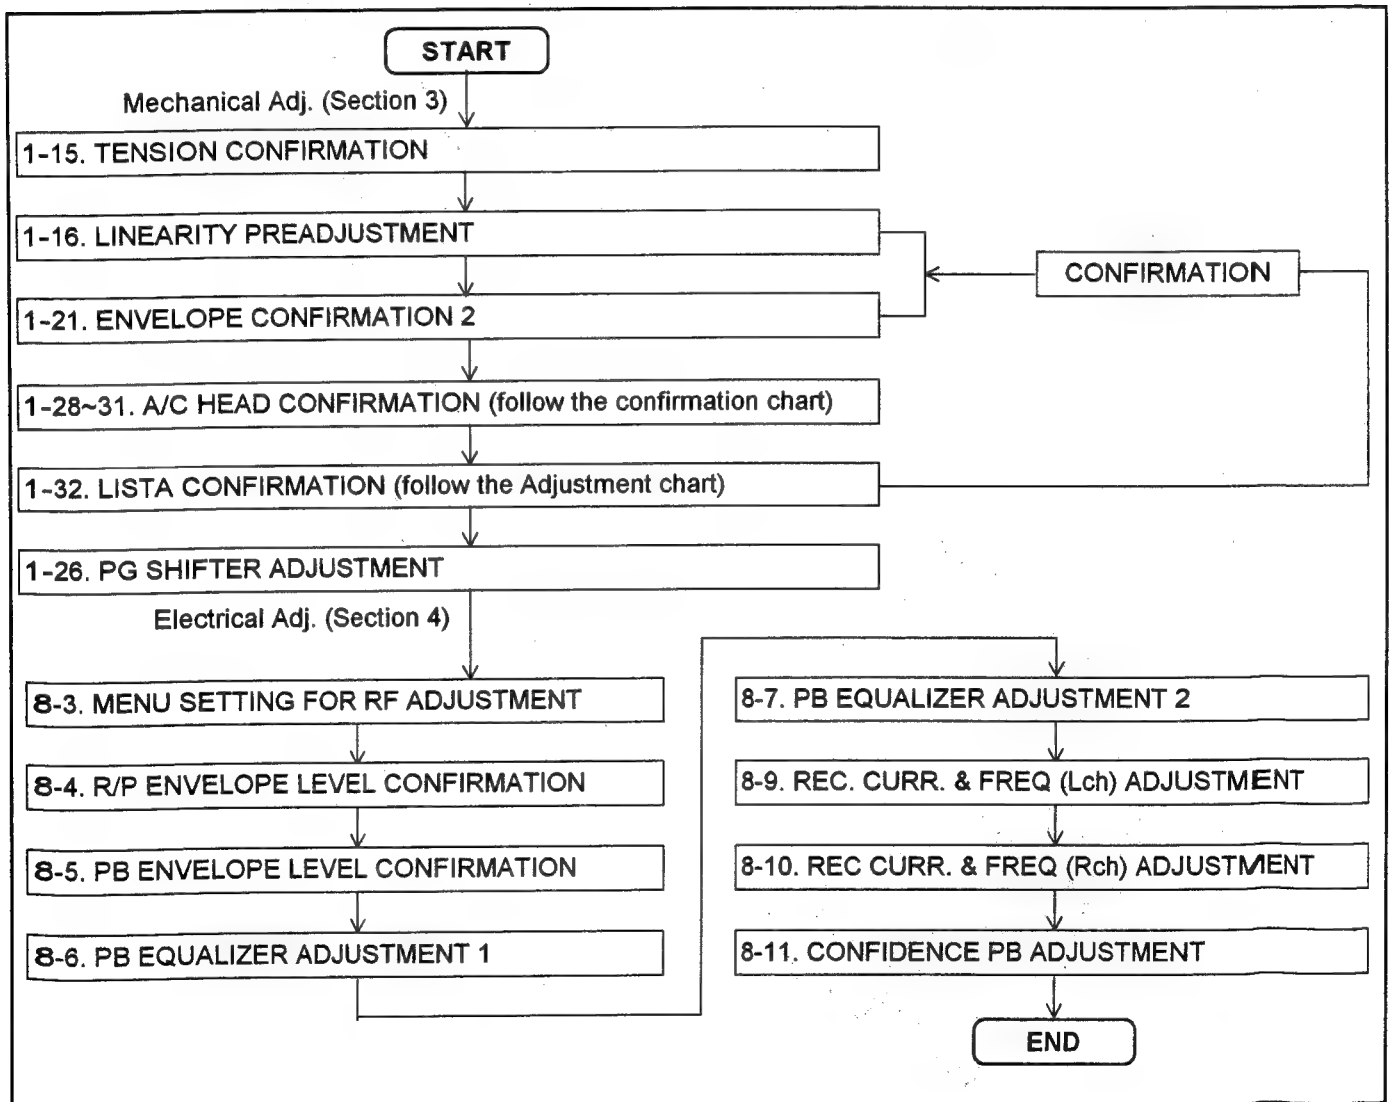 START
Mechanical Adj. (Section 3)
1-15. TENSION CONFIRMATION
1-16. LINEARITY PREADJUSTMENT
CONFIRMATION
1-21. ENVELOPE CONFIRMATION 2
1-28~31. A/C HEAD CONFIRMATION (follow the confirmation chart)
1-32. LISTA CONFIRMATION (follow the Adjustment chart)
1-26. PG SHIFTER ADJUSTMENT
Electrical Adj. (Section 4)
8-3. MENU SETTING FOR RF ADJUSTMENT
8-4. R/P ENVELOPE LEVEL CONFIRMATION
8-5. PB ENVELOPE LEVEL CONFIRMATION
8-6. PB EQUALIZER ADJUSTMENT 1
8-7. PB EQUALIZER ADJUSTMENT 2
8-9. REC. CURR. & FREQ (Lch) ADJUSTMENT
8-10. REC CURR. & FREQ (Rch) ADJUSTMENT
8-11. CONFIDENCE PB ADJUSTMENT
END